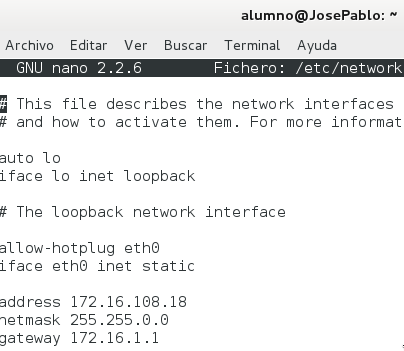 alumno@JosePablo: ~
Archivo Editar Ver Buscar Terminal Ayuda
GNU nano 2.2.6 Fichero: /etc/network
# This file describes the network interfaces
# and how to activate them. For more informat
auto lo
iface lo inet loopback
# The loopback network interface
allow-hotplug eth0
iface eth0 inet static
address 172.16.108.18
netmask 255.255.0.0
gateway 172.16.1.1